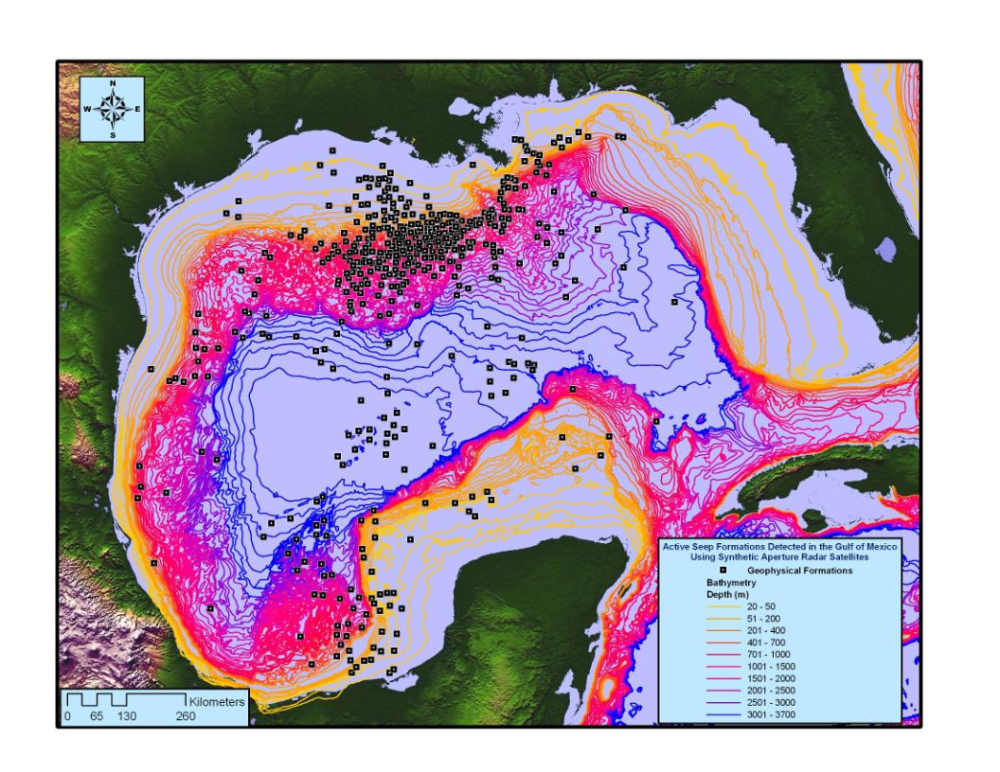 N
W E
S
Active Seep Formations Detected in the Gulf of Mexico
Using Synthetic Aperture Radar Satellites
Geophysical Formations
Bathymetry
Depth (m)
20 - 50
51 - 200
201 - 400
401 - 700
701 - 1000
1001 - 1500
1501 - 2000
2001 - 2500
2501 - 3000
3001 - 3700
Kilometers
0 65 130 260